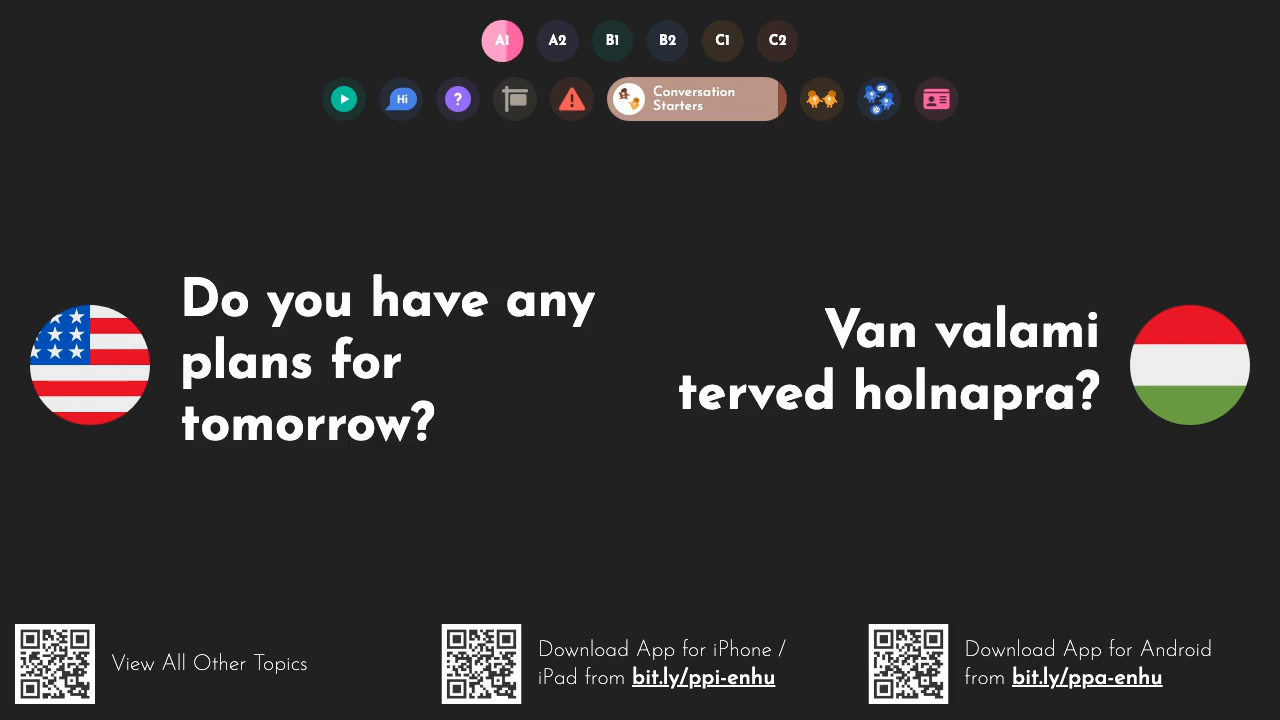 A1 A2 B1 B2 C1 C2
Hi ? Conversation
Starters
Do you have any
plans for
tomorrow?
Van valami
terved holnapra?
View All Other Topics
Download App for iPhone /
iPad from bit.ly/ppi-enhu
Download App for Android
from bit.ly/ppa-enhu